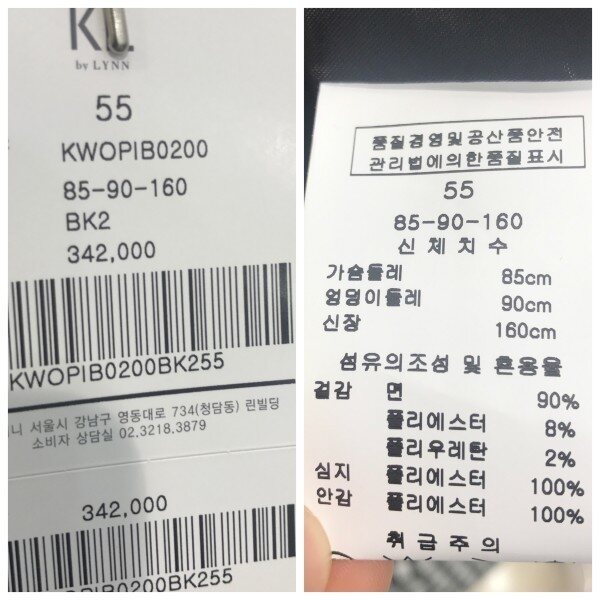 by LYNN
55
KWOPIB0200
85-90-160
BK2
342,000
KWOPIB0200BK255
서울시 강남구 영동대로 734(청담동) 린빌딩
소비자 상담실 02.3218.3879
342,000
KWOPIB0200BK255
품질경영및공산품안전
관리법에의한품질표시
55
85-90-160
신체치수
가슴둘레 85cm
엉덩이둘레 90cm
신장 160cm
섬유의조성 및 혼용율
겉감 면 90%
폴리에스터 8%
폴리우레탄 2%
심지 폴리에스터 100%
안감 폴리에스터 100%
취급주의